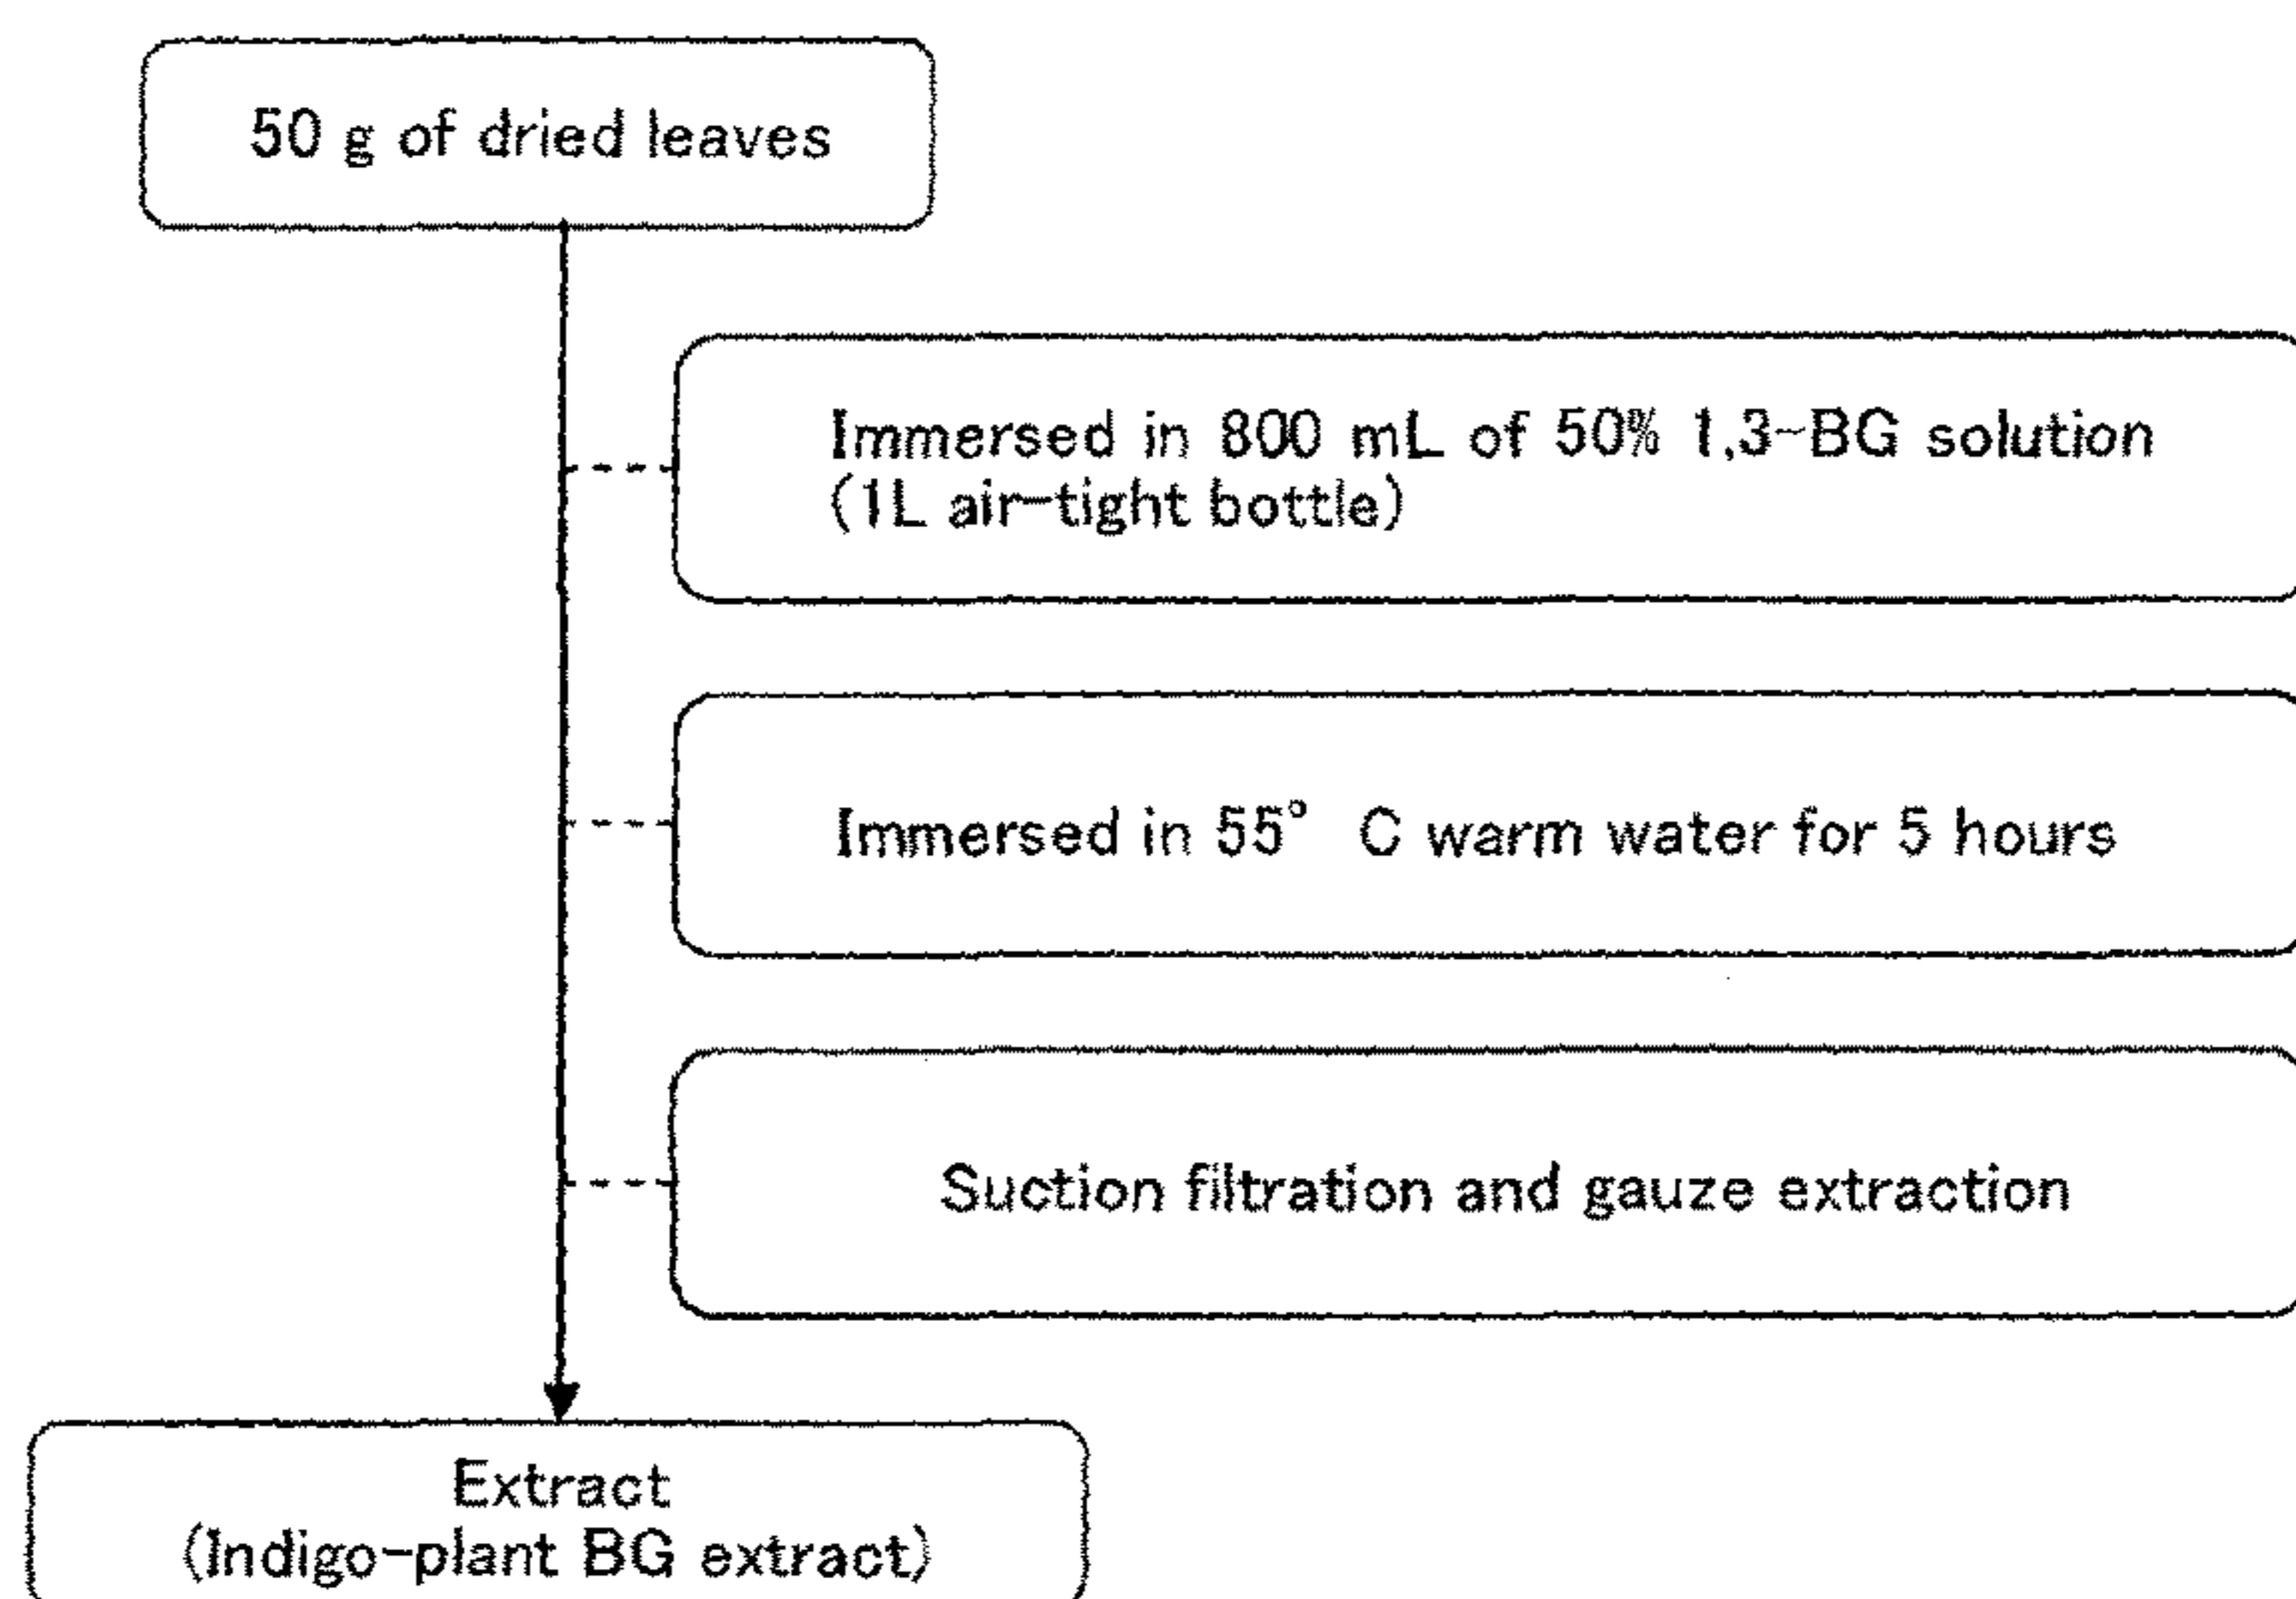 50 g of dried leaves
Immersed in 800 mL of 50% 1,3-BG solution
(1L air-tight bottle)
Immersed in 55° C warm water for 5 hours
Suction filtration and gauze extraction
Extract
(Indigo-plant BG extract)